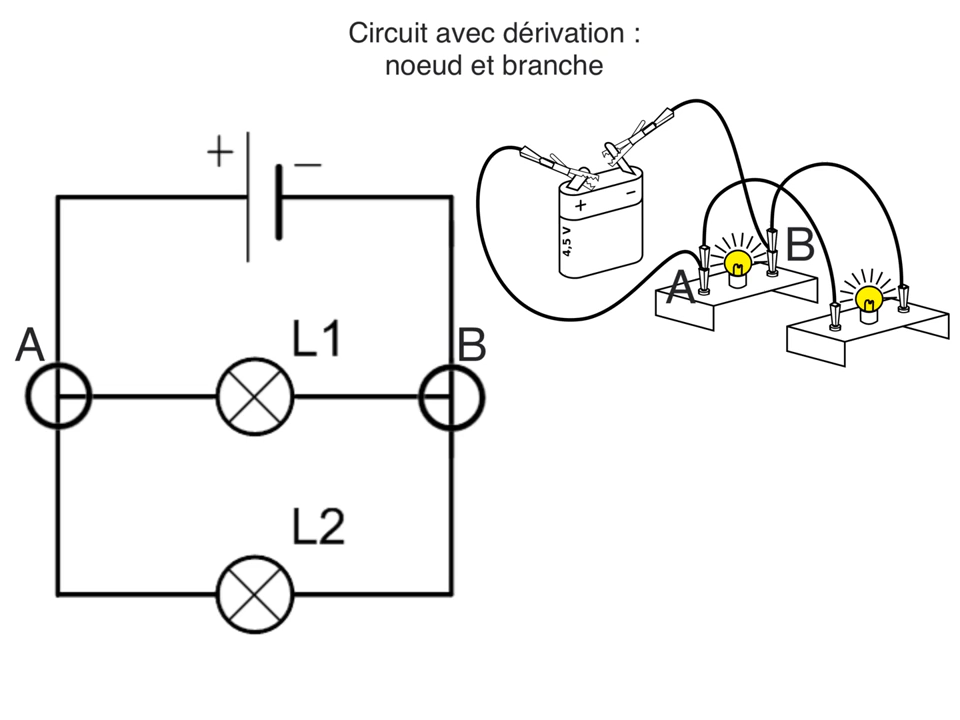 Circuit avec dérivation :
noeud et branche
+ –
A
L1
B
L2
+ –
4,5 V
A
B